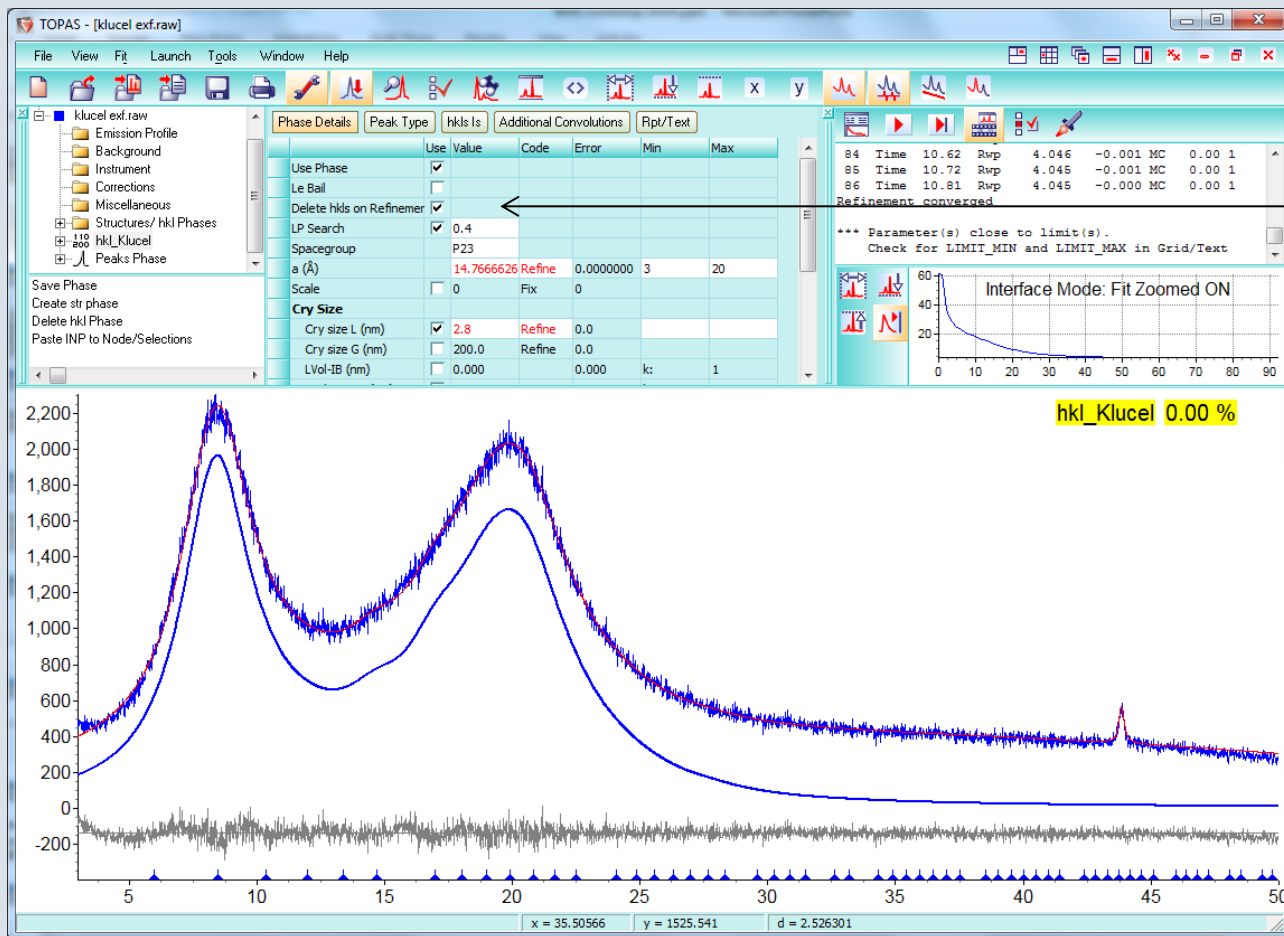 TOPAS - [klucel exf.raw]
File View Fit Launch Tools Window Help
x y
klucel exf.raw
Emission Profile
Background
Instrument
Corrections
Miscellaneous
Structures/ hkl Phases
hkl_Klucel
Peaks Phase
Save Phase
Create str phase
Delete hkl Phase
Paste INP to Node/Selections
Phase Details Peak Type hkls Is Additional Convolutions Rpt/Text
Use Value Code Error Min Max
Use Phase
Le Bail
Delete hkls on Refinemer
LP Search 0.4
Spacegroup P23
a (Å) 14.7666626 Refine 0.0000000 3 20
Scale 0 Fix 0
Cry Size
Cry size L (nm) 2.8 Refine 0.0
Cry size G (nm) 200.0 Refine 0.0
LVol-IB (nm) 0.000 0.000 k: 1
84 Time 10.62 Rwp 4.046 -0.001 MC 0.00 1
85 Time 10.72 Rwp 4.045 -0.001 MC 0.00 1
86 Time 10.81 Rwp 4.045 -0.000 MC 0.00 1
Refinement converged
*** Parameter(s) close to limit(s).
Check for LIMIT_MIN and LIMIT_MAX in Grid/Text
Interface Mode: Fit Zoomed ON
60
40
20
0 10 20 30 40 50 60 70 80 90
hkl_Klucel 0.00 %
2,200
2,000
1,800
1,600
1,400
1,200
1,000
800
600
400
200
0
-200
5 10 15 20 25 30 35 40 45 50
x = 35.50566 y = 1525.541 d = 2.526301